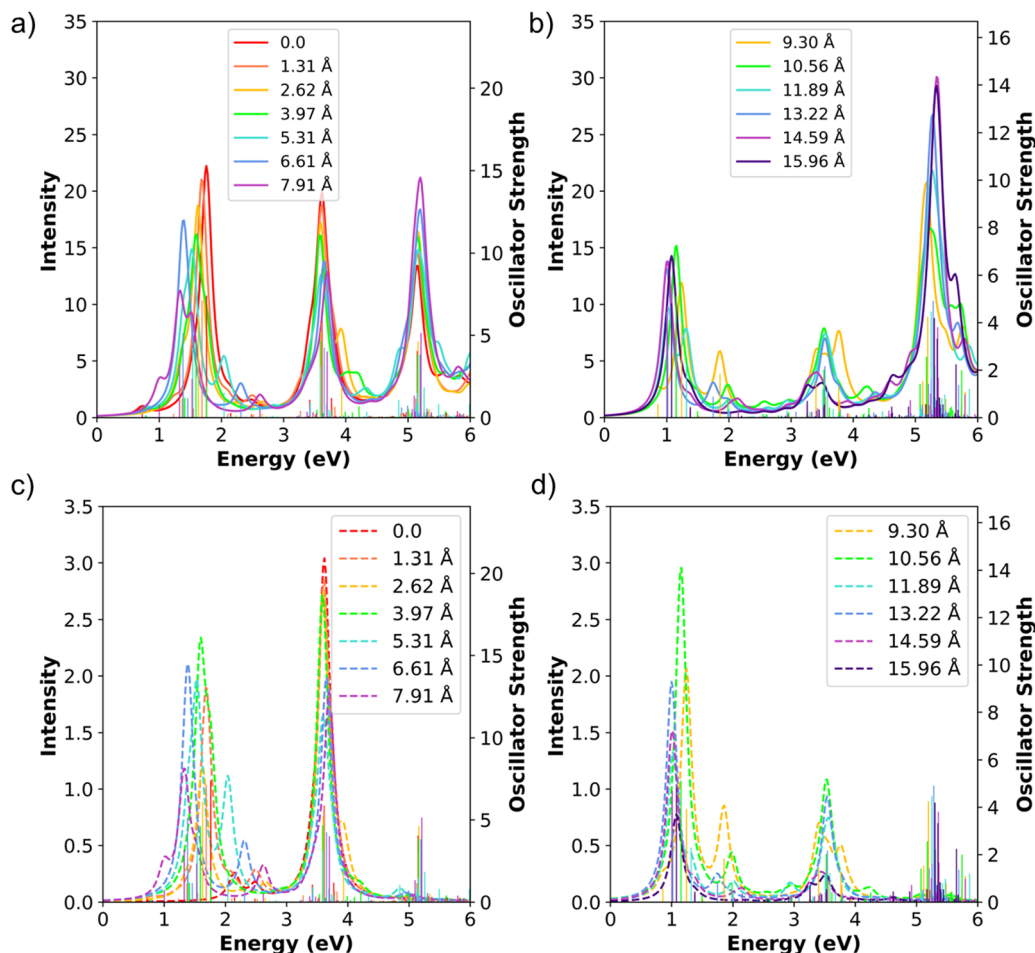 a)
35
30
25
20
15
10
5
0
Intensity
0.0
1.31 Å
2.62 Å
3.97 Å
5.31 Å
6.61 Å
7.91 Å
20
15
10
5
0
Oscillator Strength
0 1 2 3 4 5 6
Energy (eV)
b)
35
30
25
20
15
10
5
0
Intensity
9.30 Å
10.56 Å
11.89 Å
13.22 Å
14.59 Å
15.96 Å
16
14
12
10
8
6
4
2
0
Oscillator Strength
0 1 2 3 4 5 6
Energy (eV)
c)
3.5
3.0
2.5
2.0
1.5
1.0
0.5
0.0
Intensity
0.0
1.31 Å
2.62 Å
3.97 Å
5.31 Å
6.61 Å
7.91 Å
20
15
10
5
0
Oscillator Strength
0 1 2 3 4 5 6
Energy (eV)
d)
3.5
3.0
2.5
2.0
1.5
1.0
0.5
0.0
Intensity
9.30 Å
10.56 Å
11.89 Å
13.22 Å
14.59 Å
15.96 Å
16
14
12
10
8
6
4
2
0
Oscillator Strength
0 1 2 3 4 5 6
Energy (eV)